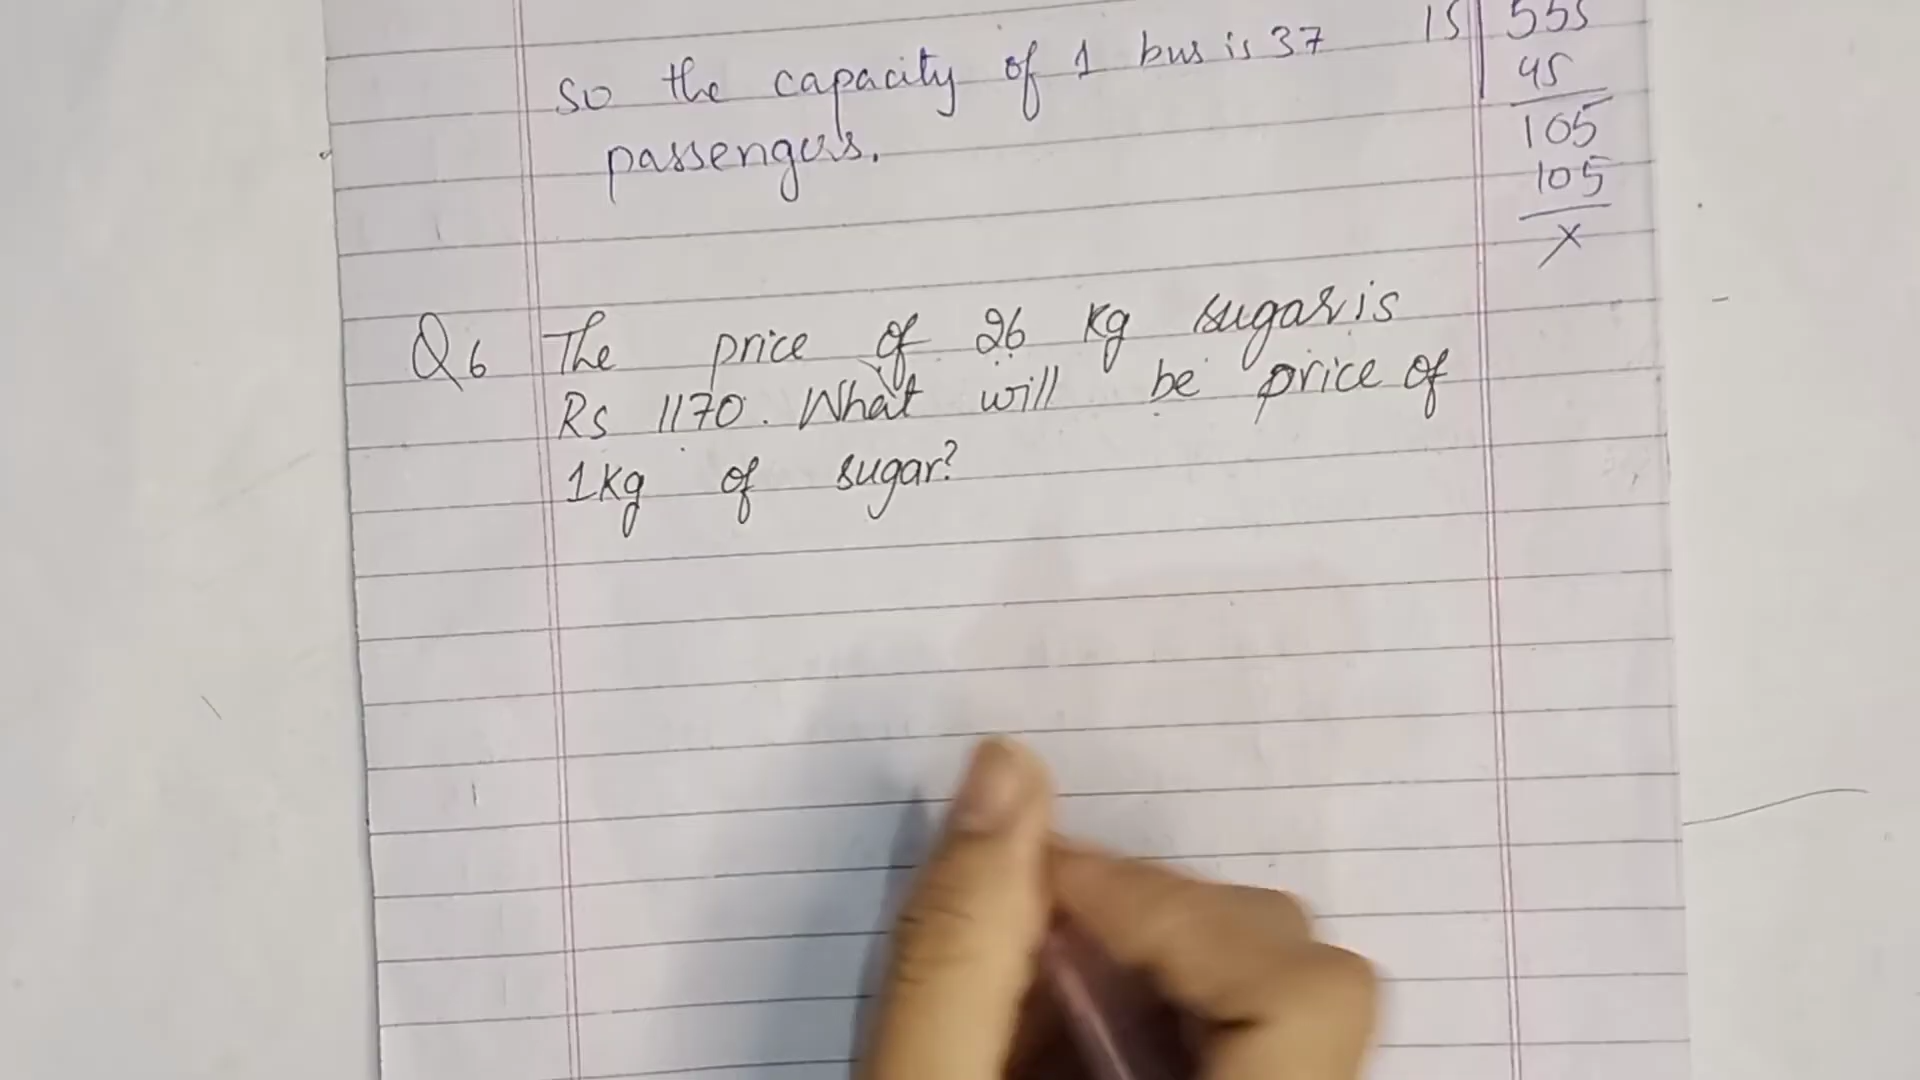 So the capacity of 1 bus is 37
passengers.
15 555
45
105
105
x
Q6 The price of 26 kg sugar is
Rs 1170. What will be price of
1kg of sugar?